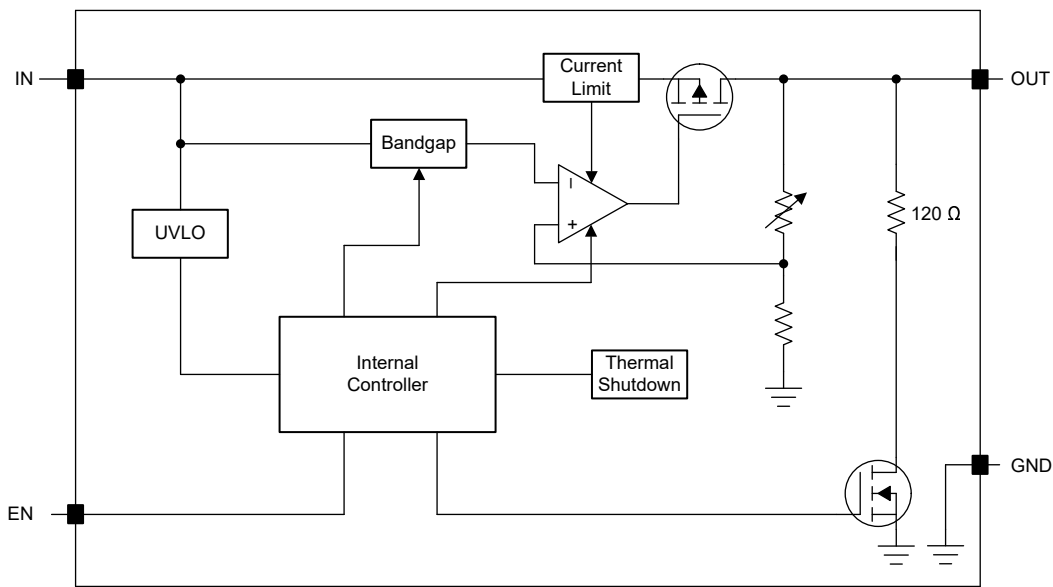 IN
Current
Limit
OUT
Bandgap
–
+
UVLO
120 Ω
Internal
Controller
Thermal
Shutdown
GND
EN